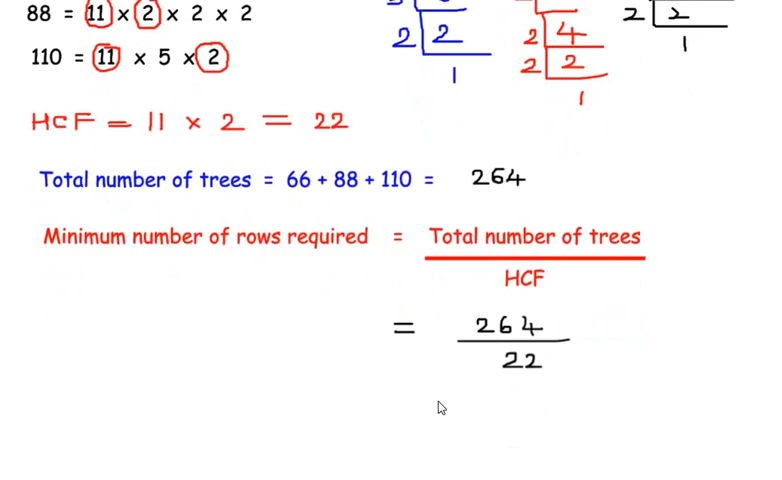 88 = 11 x 2 x 2 x 2
110 = 11 x 5 x 2
2 2
1
2 4
2 2
1
2 2
1
HCF = 11 x 2 = 22
Total number of trees = 66 + 88 + 110 = 264
Minimum number of rows required = Total number of trees
HCF
= 264
22